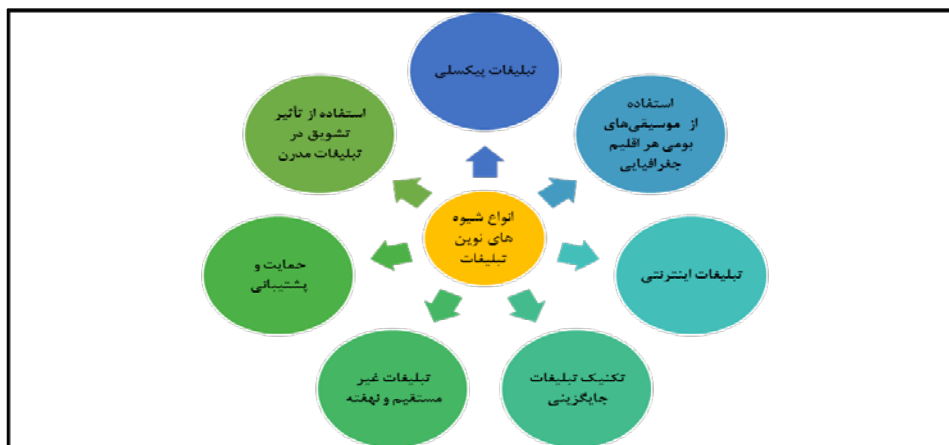 تبلیغات پیکسلی
استفاده
از موسیقی‌های
بومی هر اقلیم
جغرافیایی
تبلیغات اینترنتی
تکنیک تبلیغات
جایگزینی
تبلیغات غیر
مستقیم و نهفته
حمایت و
پشتیبانی
استفاده از تأثیر
تشویق در
تبلیغات مدرن
انواع شیوه
های نوین
تبلیغات